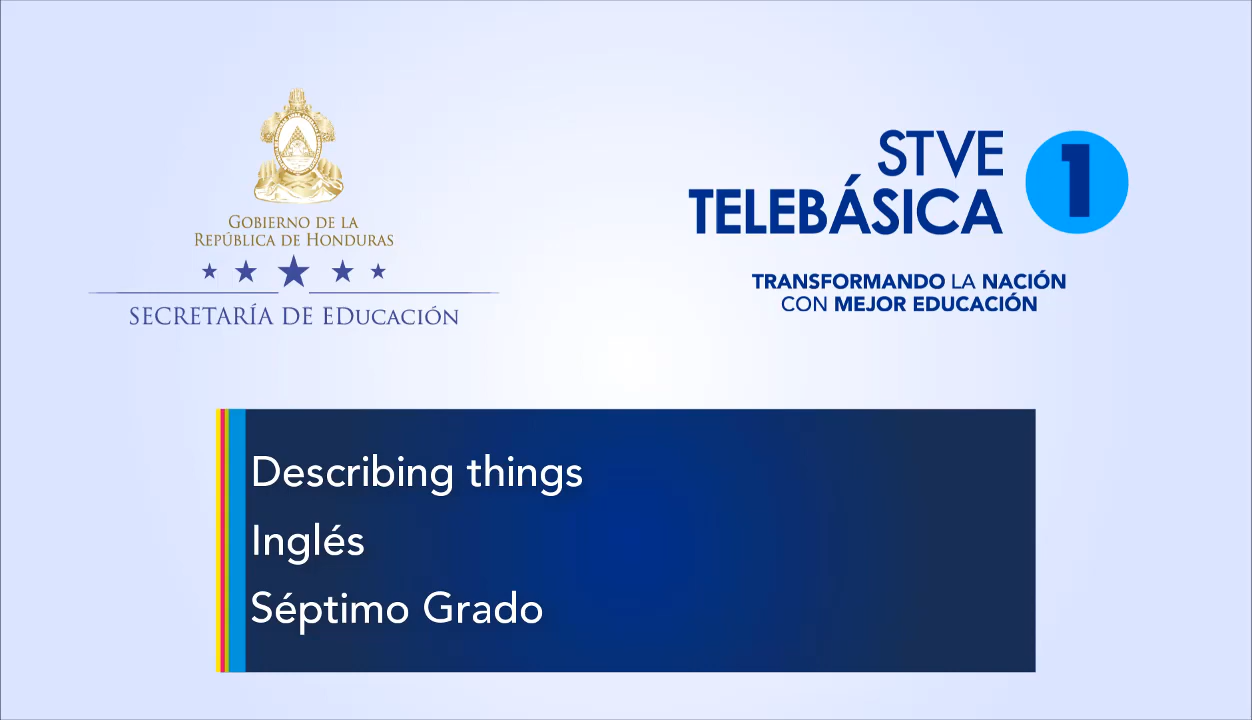 GOBIERNO DE LA
REPÚBLICA DE HONDURAS
SECRETARÍA DE EDUCACIÓN
STVE
TELEBÁSICA
1
TRANSFORMANDO LA NACIÓN
CON MEJOR EDUCACIÓN
Describing things
Inglés
Séptimo Grado